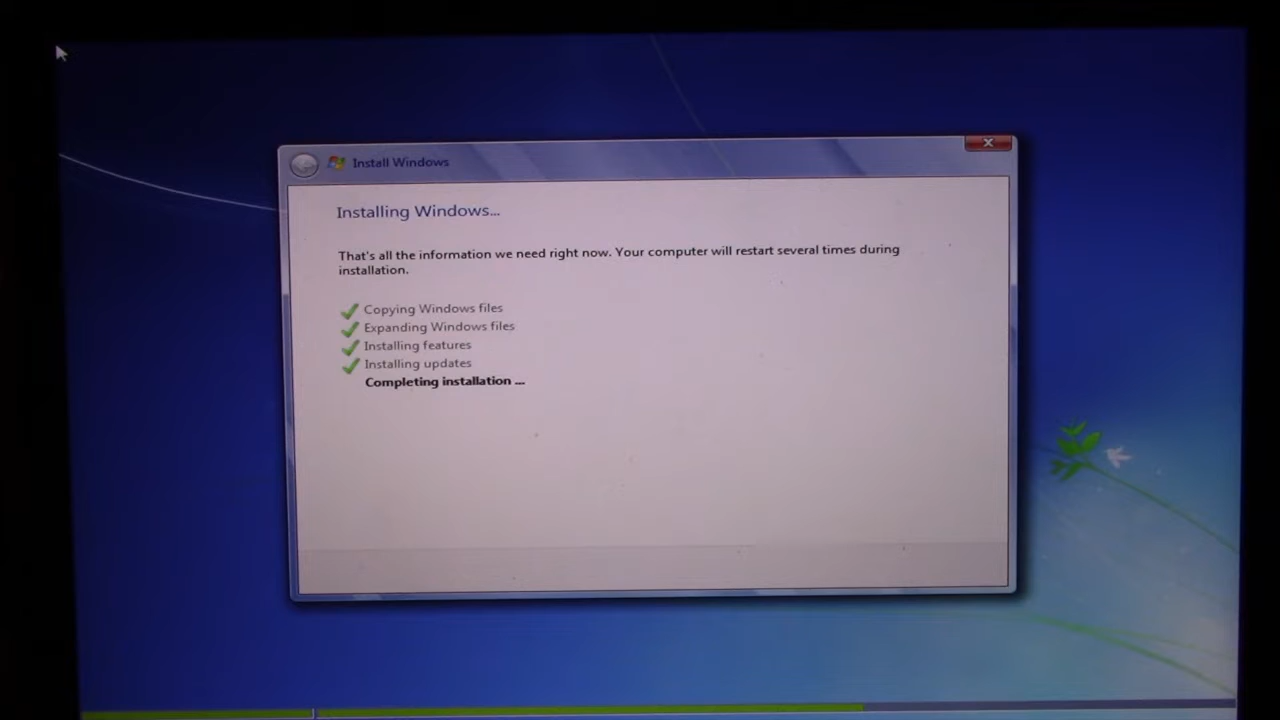 Install Windows
Installing Windows...
That's all the information we need right now. Your computer will restart several times during
installation.
Copying Windows files
Expanding Windows files
Installing features
Installing updates
Completing installation ...